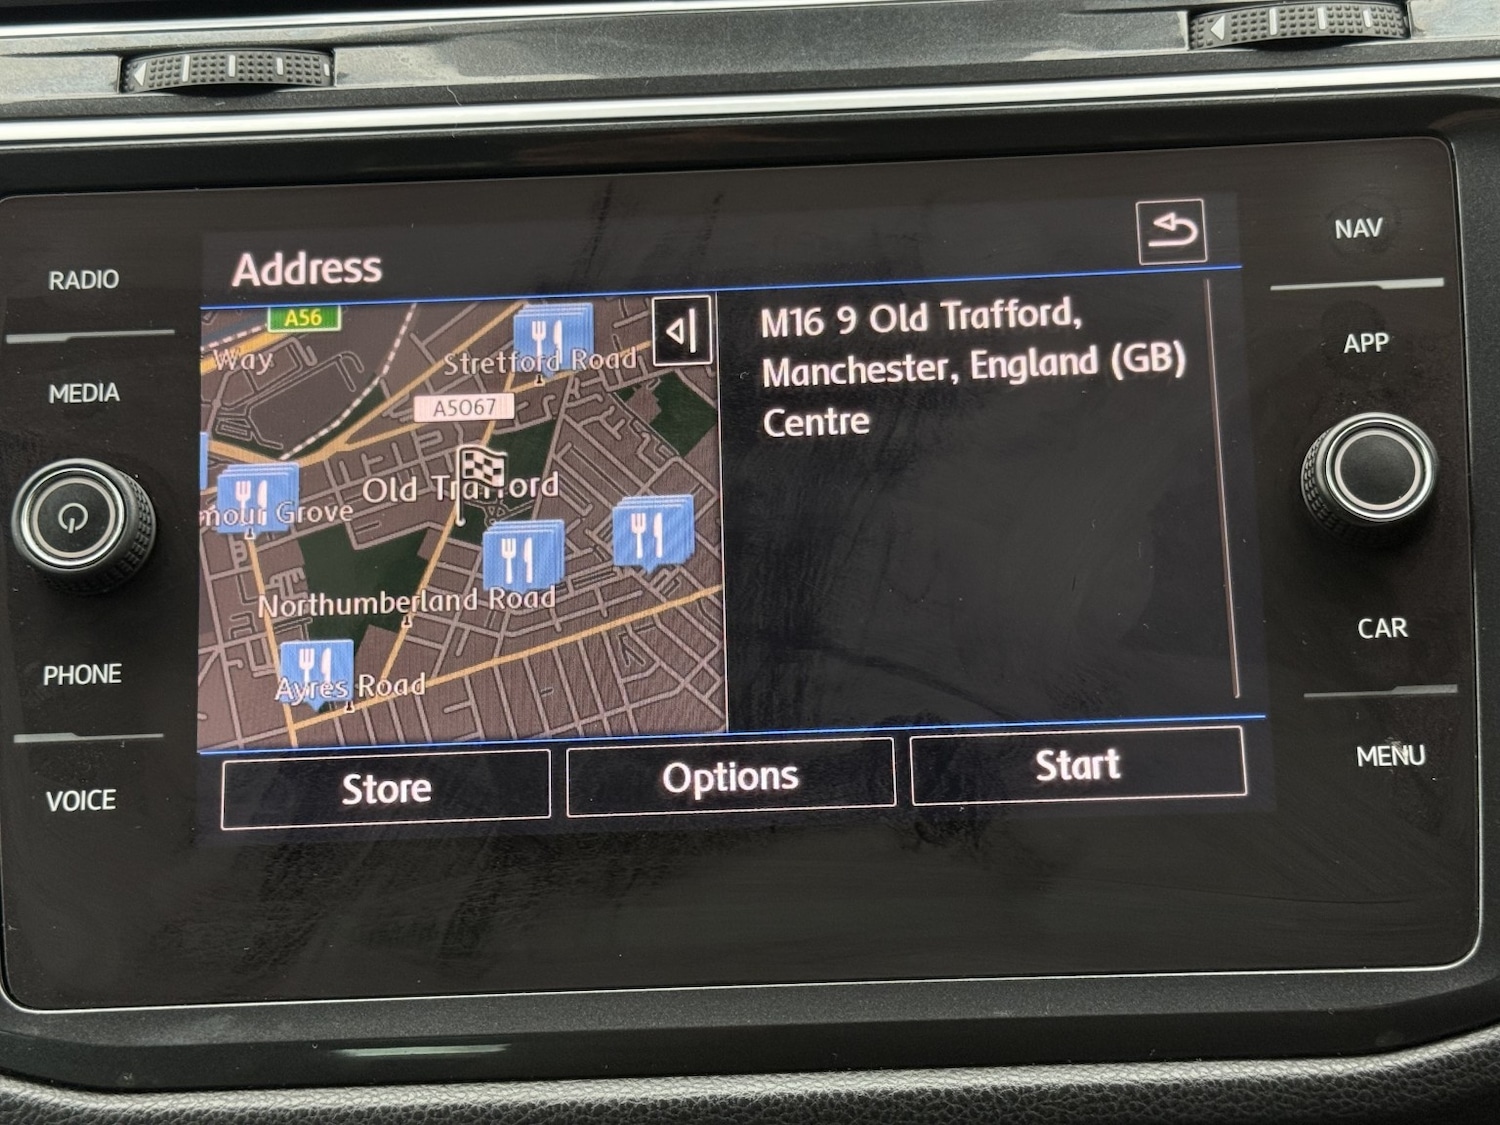 Address
RADIO
MEDIA
PHONE
VOICE
NAV
APP
CAR
MENU
A56
Way
Stretford Road
A5067
Old Trafford
mour Grove
Northumberland Road
Ayres Road
M16 9 Old Trafford,
Manchester, England (GB)
Centre
Store
Options
Start